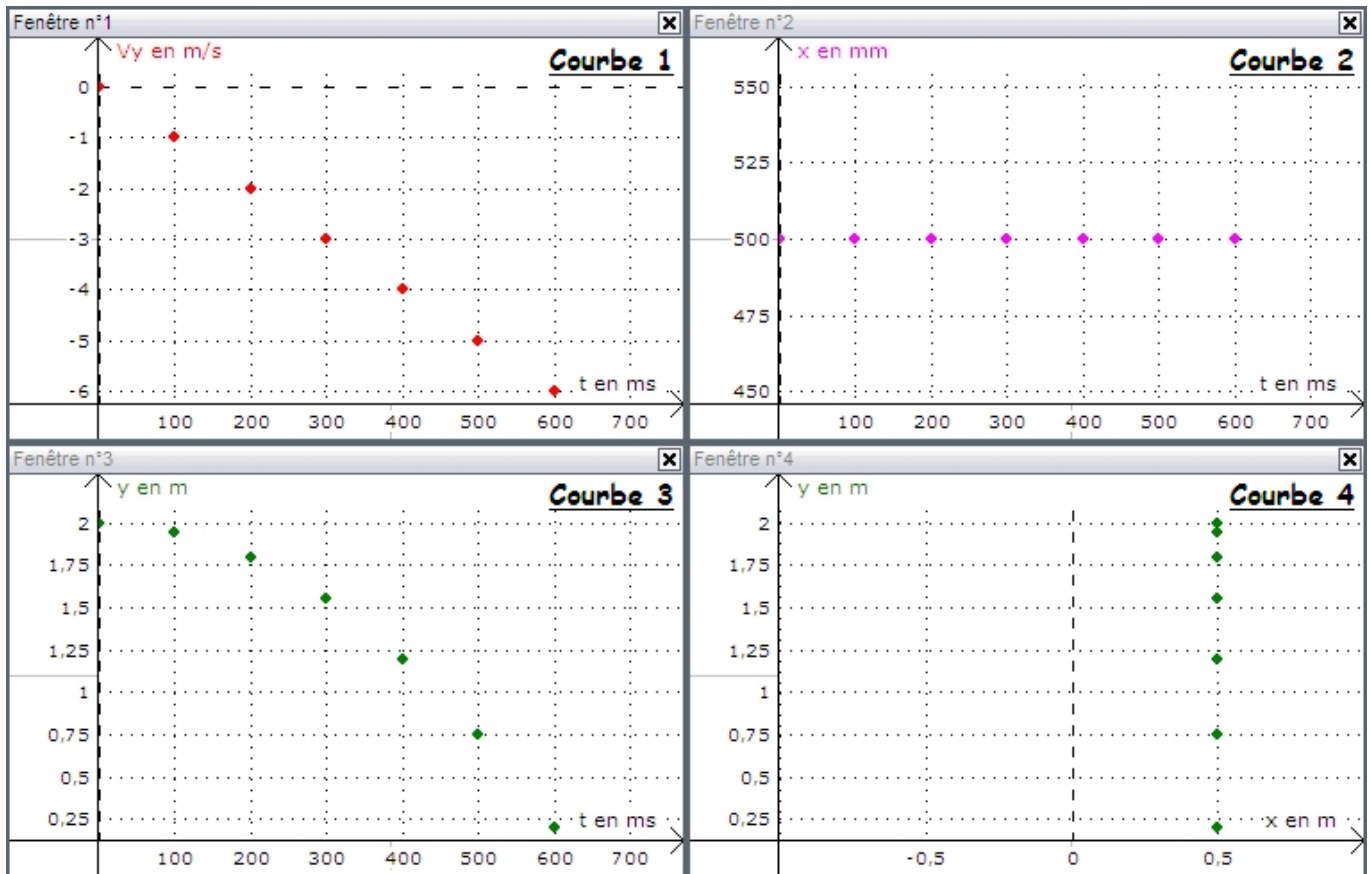 Fenêtre n°1
Vy en m/s
Courbe 1
0
-1
-2
-3
-4
-5
-6
t en ms
100 200 300 400 500 600 700
Fenêtre n°2
x en mm
Courbe 2
550
525
500
475
450
t en ms
100 200 300 400 500 600 700
Fenêtre n°3
y en m
Courbe 3
2
1,75
1,5
1,25
1
0,75
0,5
0,25
t en ms
100 200 300 400 500 600 700
Fenêtre n°4
y en m
Courbe 4
2
1,75
1,5
1,25
1
0,75
0,5
0,25
x en m
-0,5 0 0,5